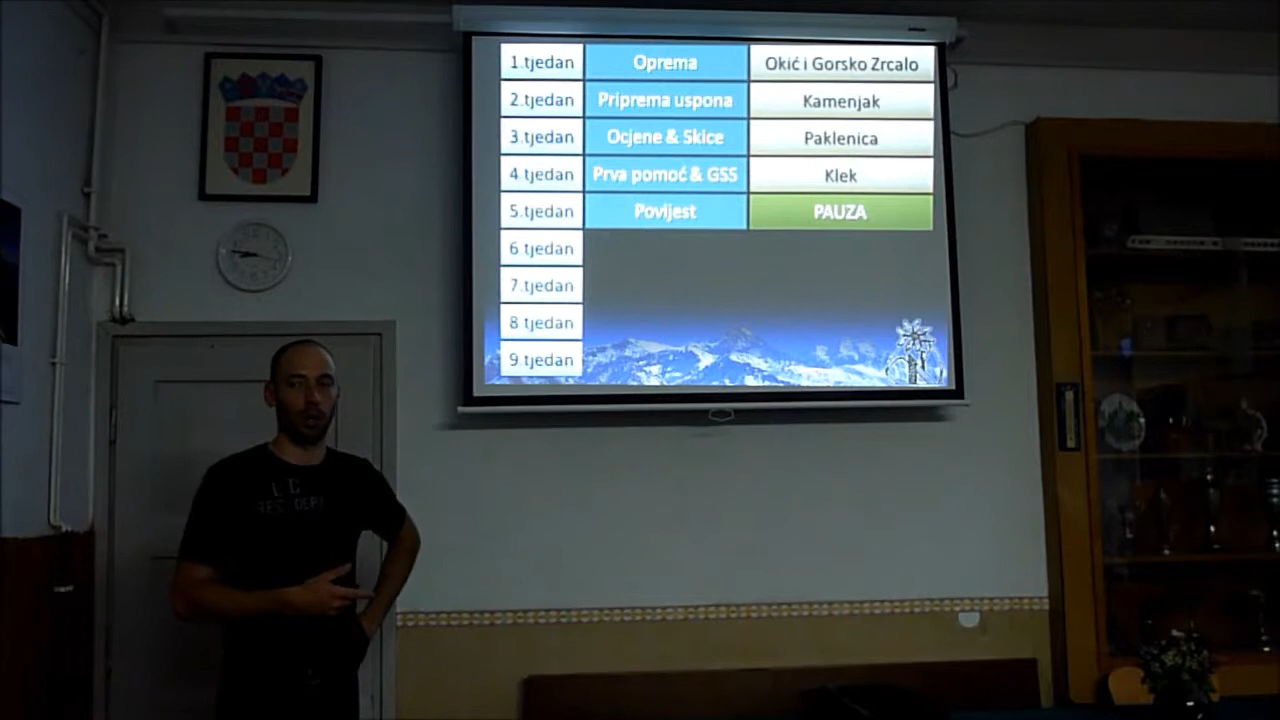 1.tjedan Oprema Okić i Gorsko Zrcalo
2.tjedan Priprema uspona Kamenjak
3.tjedan Ocjene & Skice Paklenica
4.tjedan Prva pomoć & GSS Klek
5.tjedan Povijest PAUZA
6 tjedan
7.tjedan
8 tjedan
9.tjedan